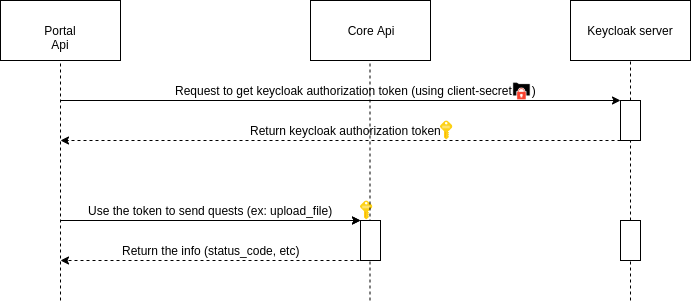 Portal
Api
Core Api
Keycloak server
Request to get keycloak authorization token (using client-secret )
Return keycloak authorization token
Use the token to send quests (ex: upload_file)
Return the info (status_code, etc)